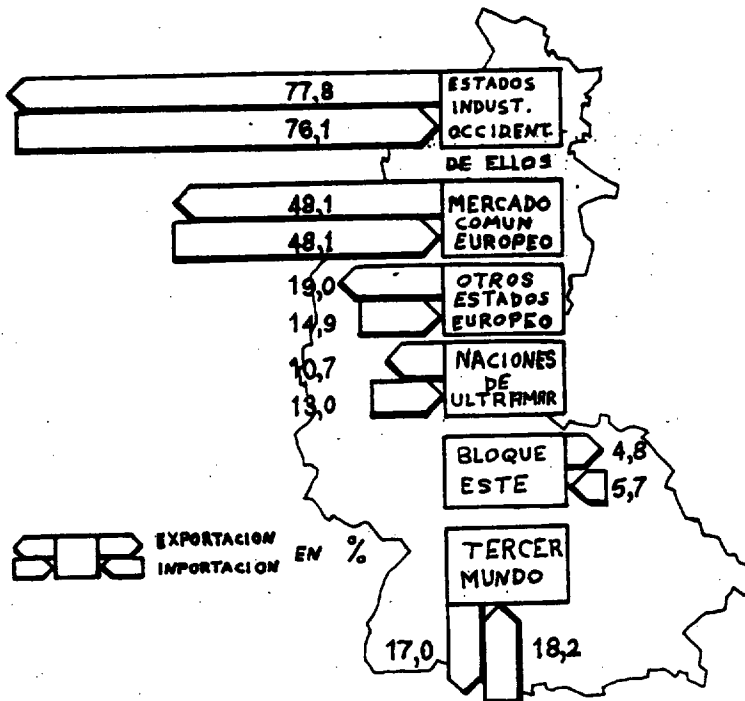 77,8
76,1
ESTADOS
INDUST.
OCCIDENT.
DE ELLOS
48,1
48,1
MERCADO
COMUN
EUROPEO
19,0
14,9
OTROS
ESTADOS
EUROPEO
10,7
13,0
NACIONES
DE
ULTRAMAR
BLOQUE
ESTE
4,8
5,7
EXPORTACION
INPORTACION
EN %
TERCER
MUNDO
17,0
18,2